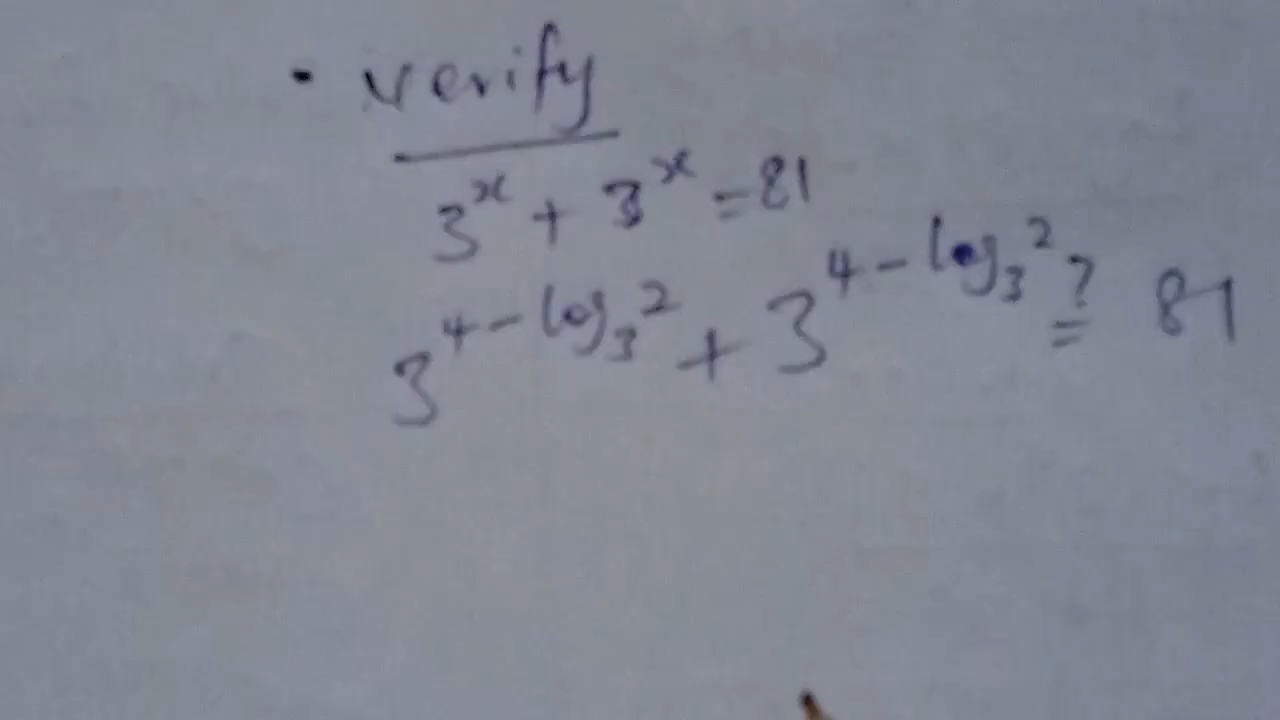 • verify
3^x + 3^x = 81
3^{4 - log_3 2} + 3^{4 - log_3 2} ≟ 81